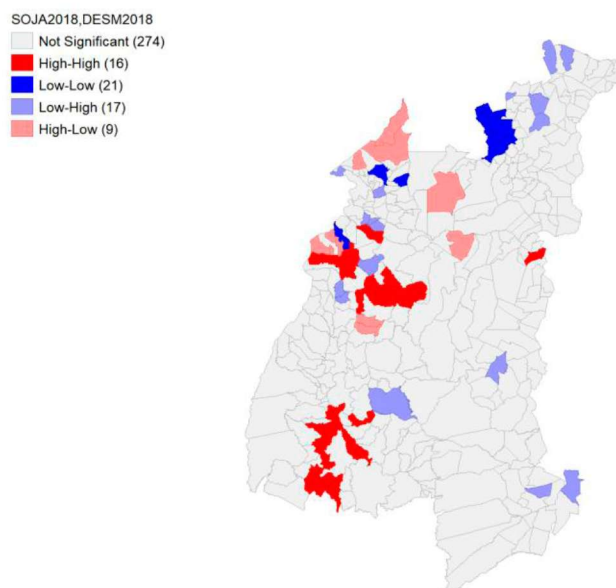 SOJA2018,DESM2018
Not Significant (274)
High-High (16)
Low-Low (21)
Low-High (17)
High-Low (9)